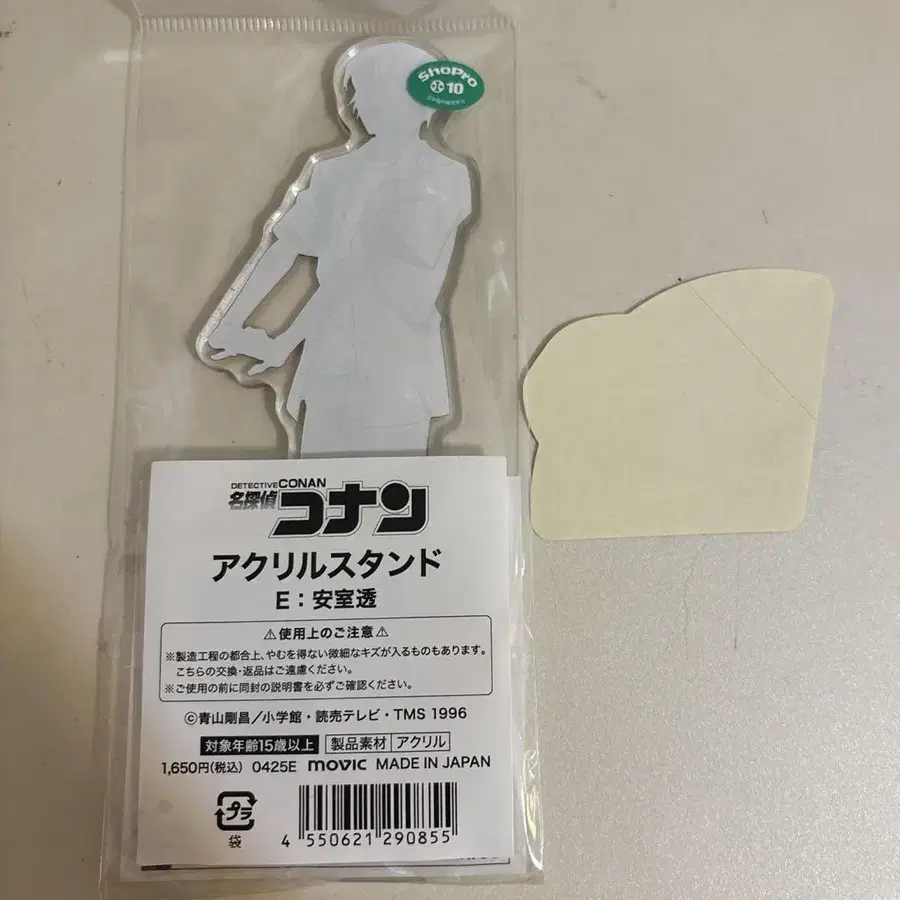 ShoPro
10
DETECTIVE CONAN
名探偵コナン
アクリルスタンド
E：安室透
⚠使用上のご注意⚠
※製造工程の都合上、やむを得ない微細なキズが入るものもあります。
こちらの交換・返品はご遠慮ください。
※ご使用の前に同封の説明書を必ずご確認ください。
©青山剛昌／小学館・読売テレビ・TMS 1996
対象年齢15歳以上 製品素材 アクリル
1,650円(税込) 0425E movic MADE IN JAPAN
プラ
袋
4 550621 290855